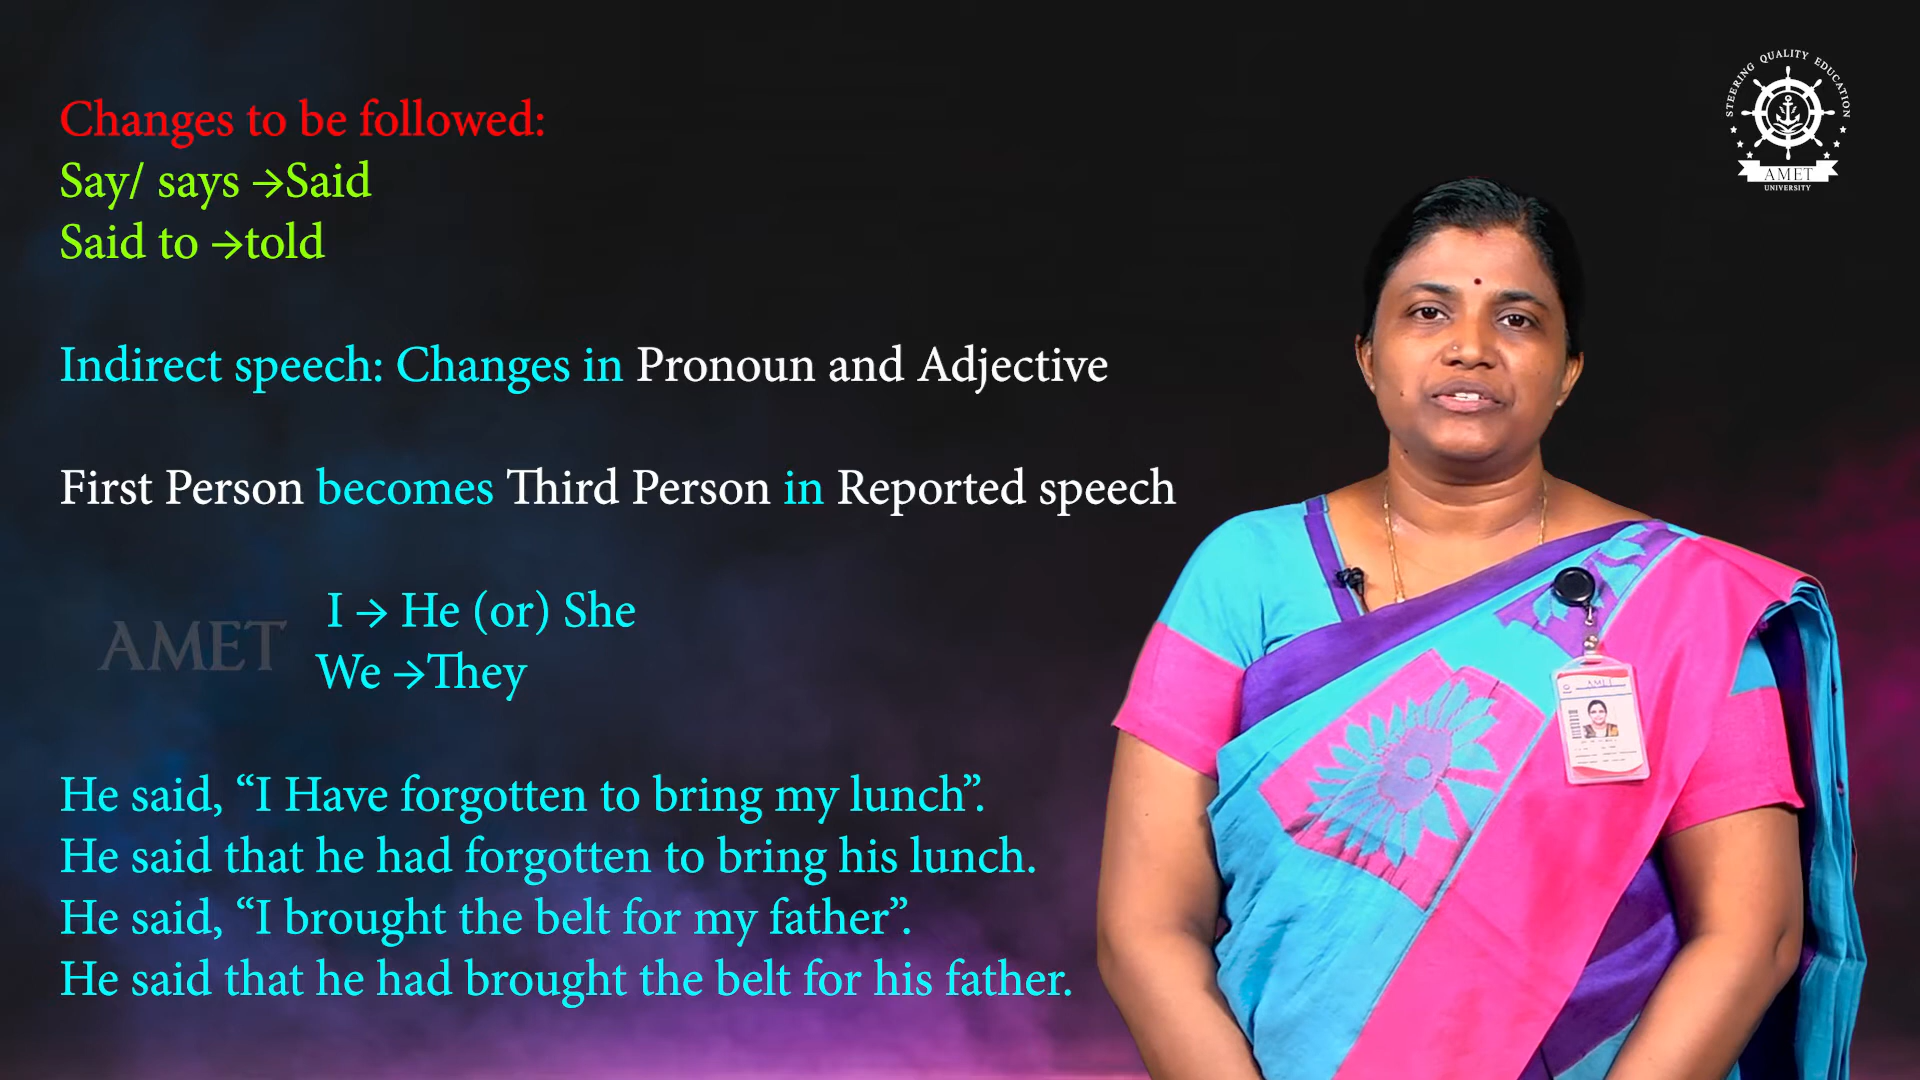 Changes to be followed:
Say/ says →Said
Said to →told
Indirect speech: Changes in Pronoun and Adjective
First Person becomes Third Person in Reported speech
I → He (or) She
We →They
He said, “I Have forgotten to bring my lunch”.
He said that he had forgotten to bring his lunch.
He said, “I brought the belt for my father”.
He said that he had brought the belt for his father.
AMET
STEERING QUALITY EDUCATION
AMET
UNIVERSITY
AMET